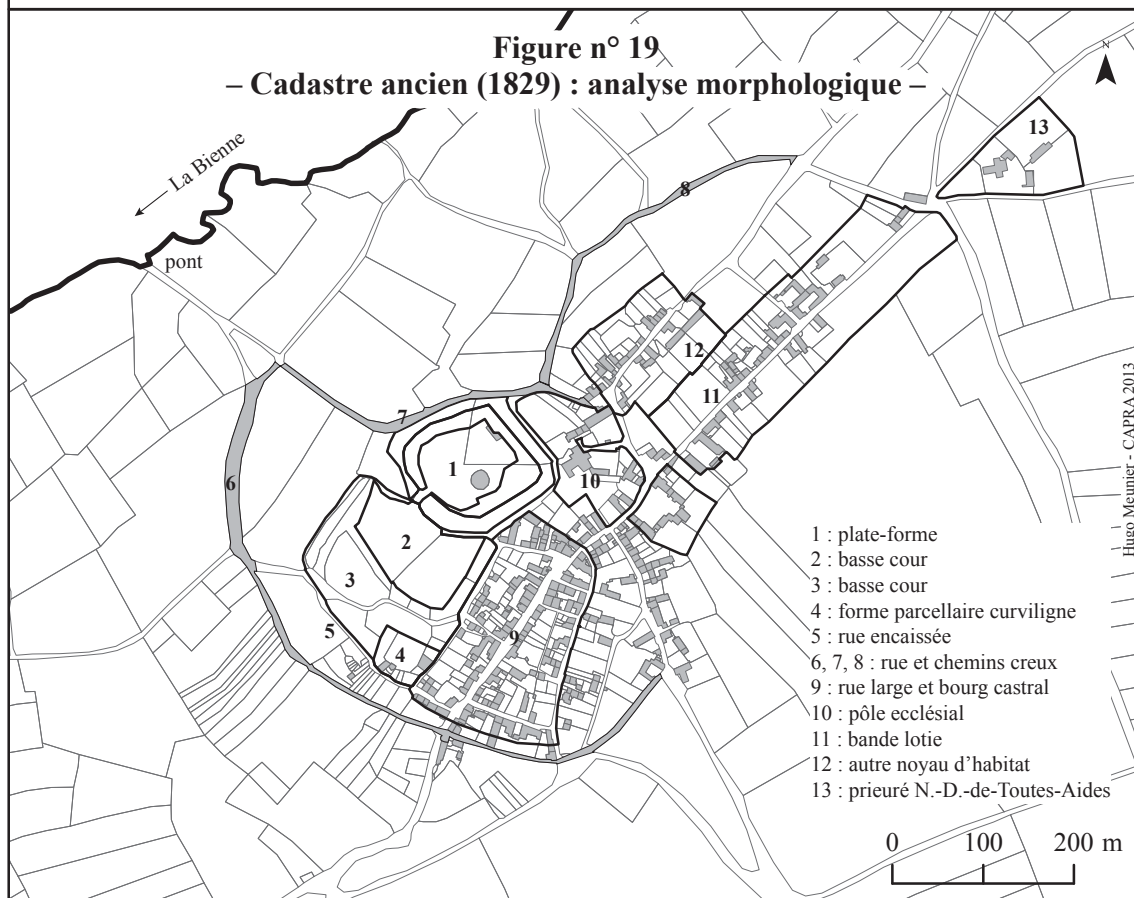 Figure n° 19
– Cadastre ancien (1829) : analyse morphologique –
N
La Bienne
pont
13
8
12
11
7
1
10
6
2
3
5
4
9
1 : plate-forme
2 : basse cour
3 : basse cour
4 : forme parcellaire curviligne
5 : rue encaissée
6, 7, 8 : rue et chemins creux
9 : rue large et bourg castral
10 : pôle ecclésial
11 : bande lotie
12 : autre noyau d'habitat
13 : prieuré N.-D.-de-Toutes-Aides
0 100 200 m
Hugo Meunier - CAPRA 2013